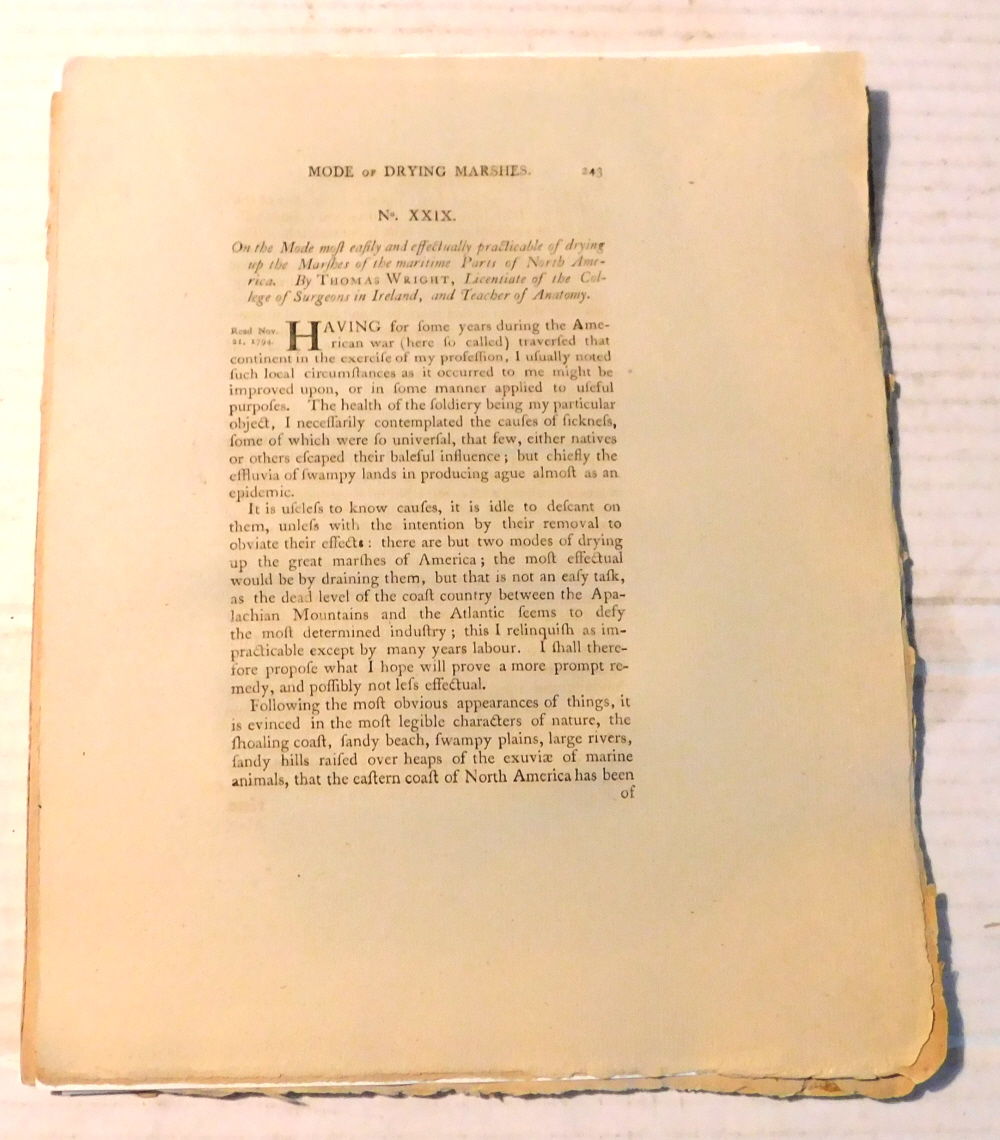 MODE OF DRYING MARSHES. 243
Nº. XXIX.
On the Mode moſt eaſily and effectually practicable of drying
up the Marſhes of the maritime Parts of North Ame-
rica. By THOMAS WRIGHT, Licentiate of the Col-
lege of Surgeons in Ireland, and Teacher of Anatomy.
Read Nov. 21. 1794.
HAVING for ſome years during the Ame-
rican war (here ſo called) traverſed that
continent in the exerciſe of my profeſſion, I uſually noted
ſuch local circumſtances as it occurred to me might be
improved upon, or in ſome manner applied to uſeful
purpoſes. The health of the ſoldiery being my particular
object, I neceſſarily contemplated the cauſes of ſickneſs,
ſome of which were ſo univerſal, that few, either natives
or others eſcaped their baleful influence; but chiefly the
effluvia of ſwampy lands in producing ague almoſt as an
epidemic.
It is uſeleſs to know cauſes, it is idle to deſcant on
them, unleſs with the intention by their removal to
obviate their effects: there are but two modes of drying
up the great marſhes of America; the moſt effectual
would be by draining them, but that is not an eaſy taſk,
as the dead level of the coaſt country between the Apa-
lachian Mountains and the Atlantic ſeems to defy
the moſt determined induſtry; this I relinquiſh as im-
practicable except by many years labour. I ſhall there-
fore propoſe what I hope will prove a more prompt re-
medy, and poſſibly not leſs effectual.
Following the moſt obvious appearances of things, it
is evinced in the moſt legible characters of nature, the
ſhoaling coaſt, ſandy beach, ſwampy plains, large rivers,
ſandy hills raiſed over heaps of the exuviæ of marine
animals, that the eaſtern coaſt of North America has been
of